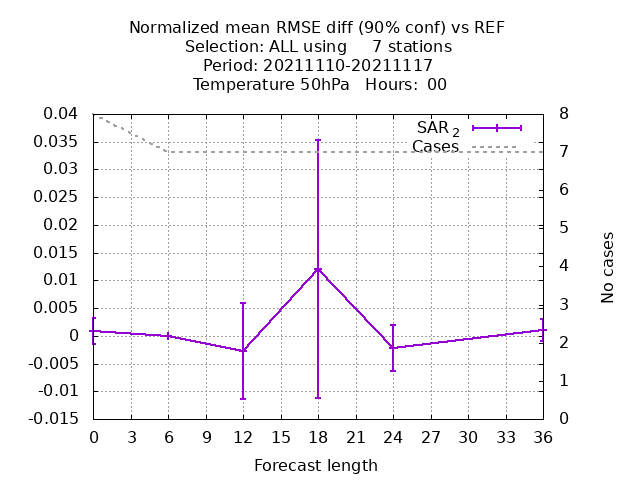 Normalized mean RMSE diff (90% conf) vs REF
Selection: ALL using     7 stations
Period: 20211110-20211117
Temperature 50hPa   Hours:  00
0.04
0.035
0.03
0.025
0.02
0.015
0.01
0.005
0
-0.005
-0.01
-0.015
SAR 2
Cases
8
7
6
5
4
3
2
1
0
No cases
0 3 6 9 12 15 18 21 24 27 30 33 36
Forecast length